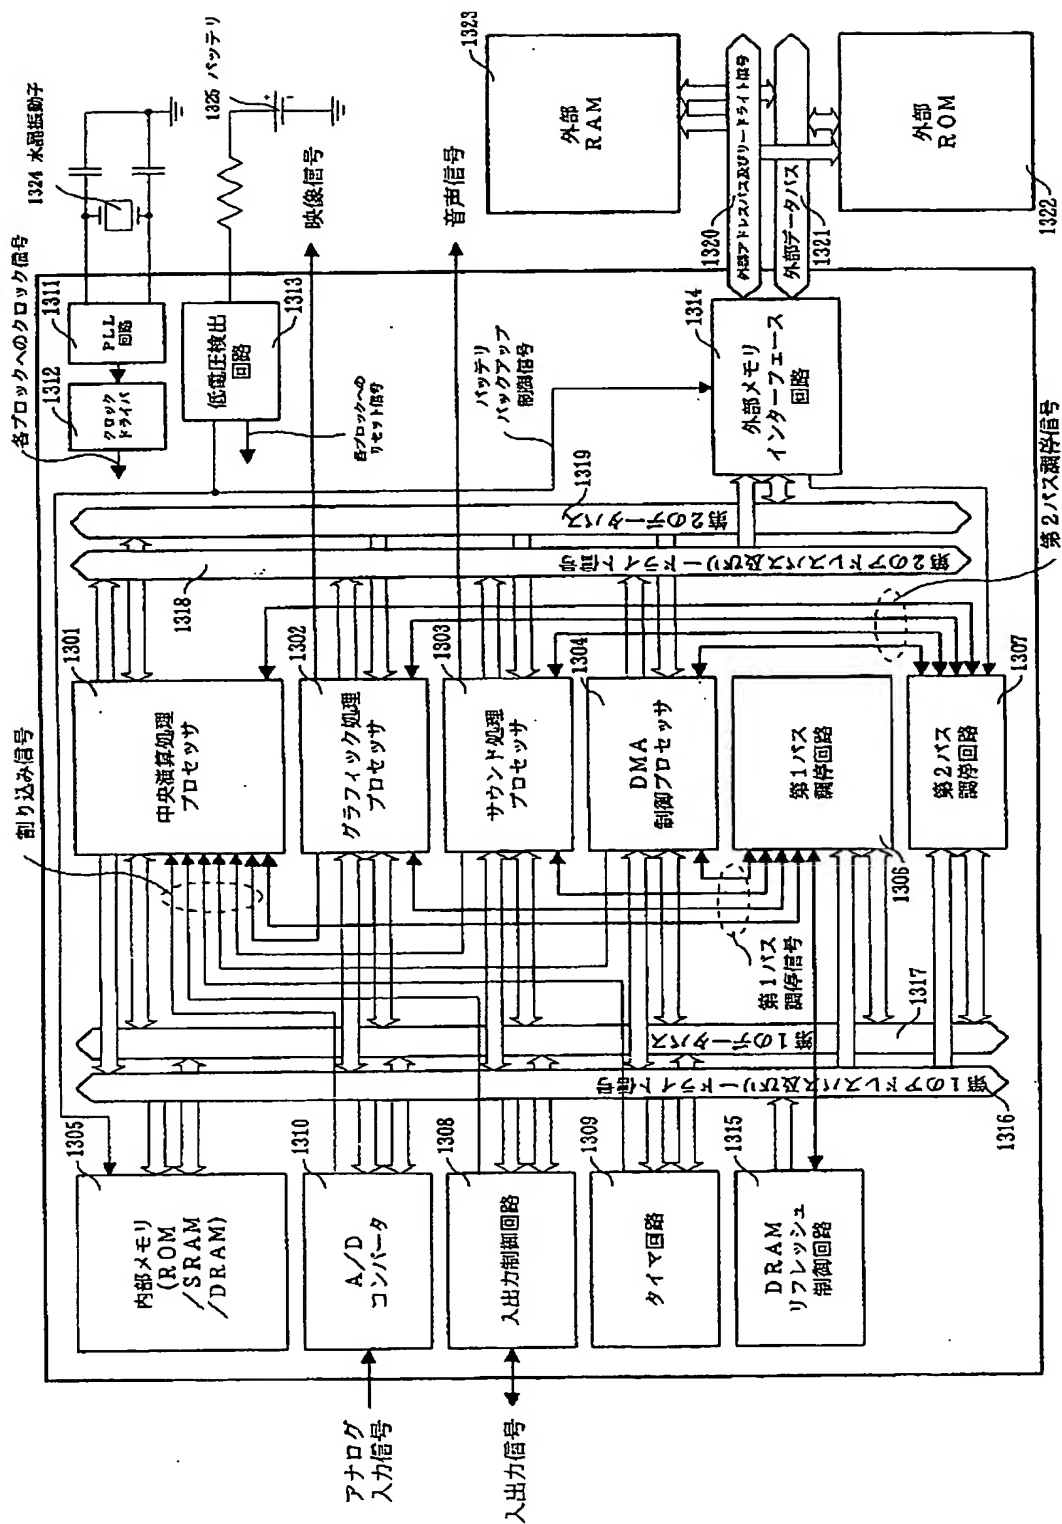 1324 水晶振動子
1325 バッテリ
各ブロックへのクロック信号
1311
PLL
回路
1312
クロック
ドライバ
1313
低電圧検出
回路
各ブロックへの
リセット信号
映像信号
音声信号
バッテリ
バックアップ
制御信号
1323
外部
RAM
1320
外部アドレスバス及びリードライト信号
外部データバス
1321
外部
ROM
1322
1314
外部メモリ
インターフェース
回路
1319
第2のデータバス
第2のアドレスバス及びリードライト信号
1318
第2バス調停信号
割り込み信号
1301
中央演算処理
プロセッサ
1302
グラフィック処理
プロセッサ
1303
サウンド処理
プロセッサ
1304
DMA
制御プロセッサ
第1バス
調停回路
1306
1307
第2バス
調停回路
第1バス
調停信号
1317
第1のデータバス
第1のアドレスバス及びリードライト信号
1316
1305
内部メモリ
(ROM
/SRAM
/DRAM)
1310
A/D
コンバータ
1308
入出力制御回路
1309
タイマ回路
1315
DRAM
リフレッシュ
制御回路
アナログ
入力信号
入出力信号